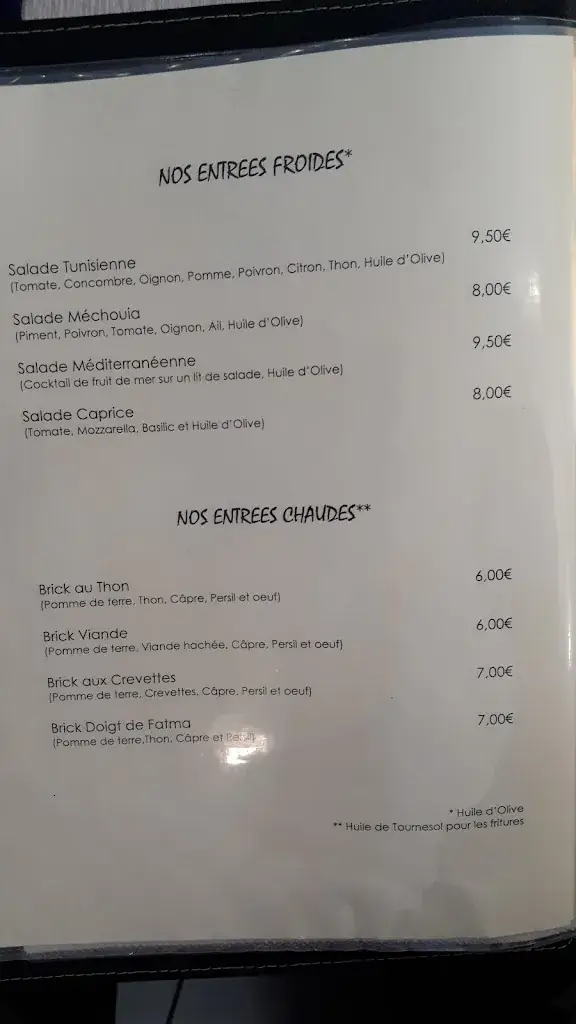 NOS ENTREES FROIDES*
Salade Tunisienne 9,50€
(Tomate, Concombre, Oignon, Pomme, Poivron, Citron, Thon, Huile d'Olive)
Salade Méchouia 8,00€
(Piment, Poivron, Tomate, Oignon, Ail, Huile d'Olive)
Salade Méditerranéenne 9,50€
(Cocktail de fruit de mer sur un lit de salade, Huile d'Olive)
Salade Caprice 8,00€
(Tomate, Mozzarella, Basilic et Huile d'Olive)
NOS ENTREES CHAUDES**
Brick au Thon 6,00€
(Pomme de terre, Thon, Câpre, Persil et oeuf)
Brick Viande 6,00€
(Pomme de terre, Viande hachée, Câpre, Persil et oeuf)
Brick aux Crevettes 7,00€
(Pomme de terre, Crevettes, Câpre, Persil et oeuf)
Brick Doigt de Fatma 7,00€
(Pomme de terre,Thon, Câpre et Persil)
* Huile d'Olive
** Huile de Tournesol pour les fritures